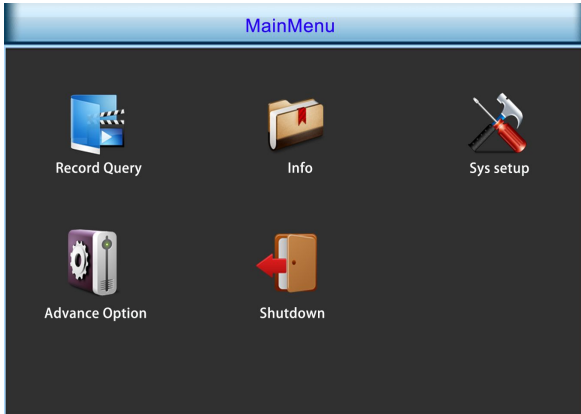 MainMenu
Record Query
Info
Sys setup
Advance Option
Shutdown